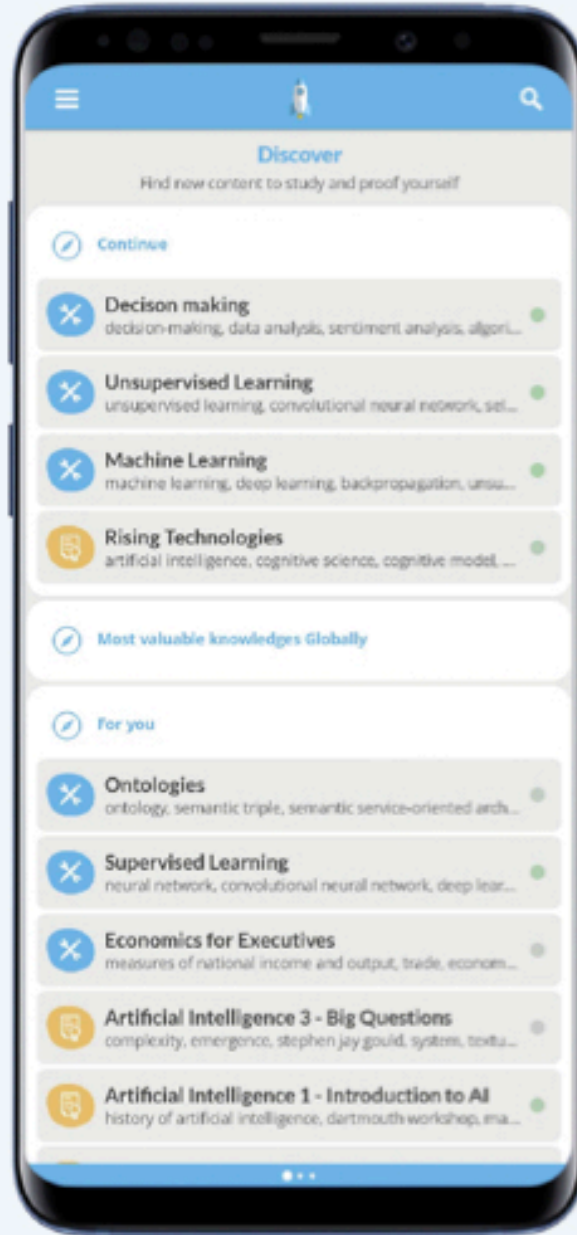 Discover
Find new content to study and proof yourself
Continue
Decison making
decision-making, data analysis, sentiment analysis, algori...
Unsupervised Learning
unsupervised learning, convolutional neural network, sel...
Machine Learning
machine learning, deep learning, backpropagation, unsu...
Rising Technologies
artificial intelligence, cognitive science, cognitive model, ...
Most valuable knowledges Globally
For you
Ontologies
ontology, semantic triple, semantic service-oriented arch...
Supervised Learning
neural network, convolutional neural network, deep lear...
Economics for Executives
measures of national income and output, trade, econom...
Artificial Intelligence 3 - Big Questions
complexity, emergence, stephen jay gould, system, textu...
Artificial Intelligence 1 - Introduction to AI
history of artificial intelligence, dartmouth workshop, ma...